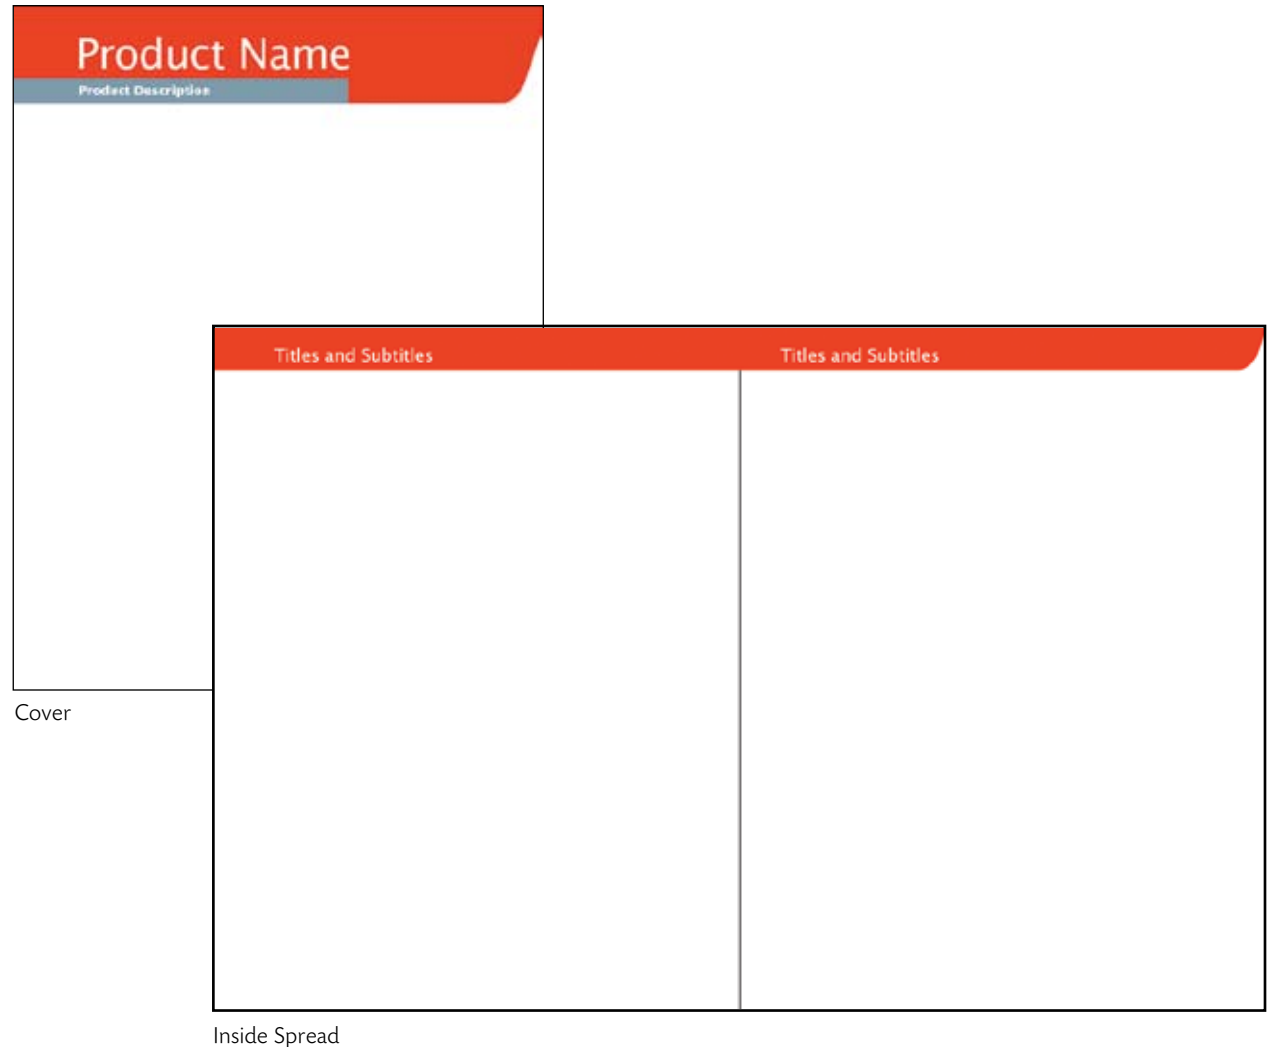 Product Name
Product Description
Titles and Subtitles
Titles and Subtitles
Cover
Inside Spread